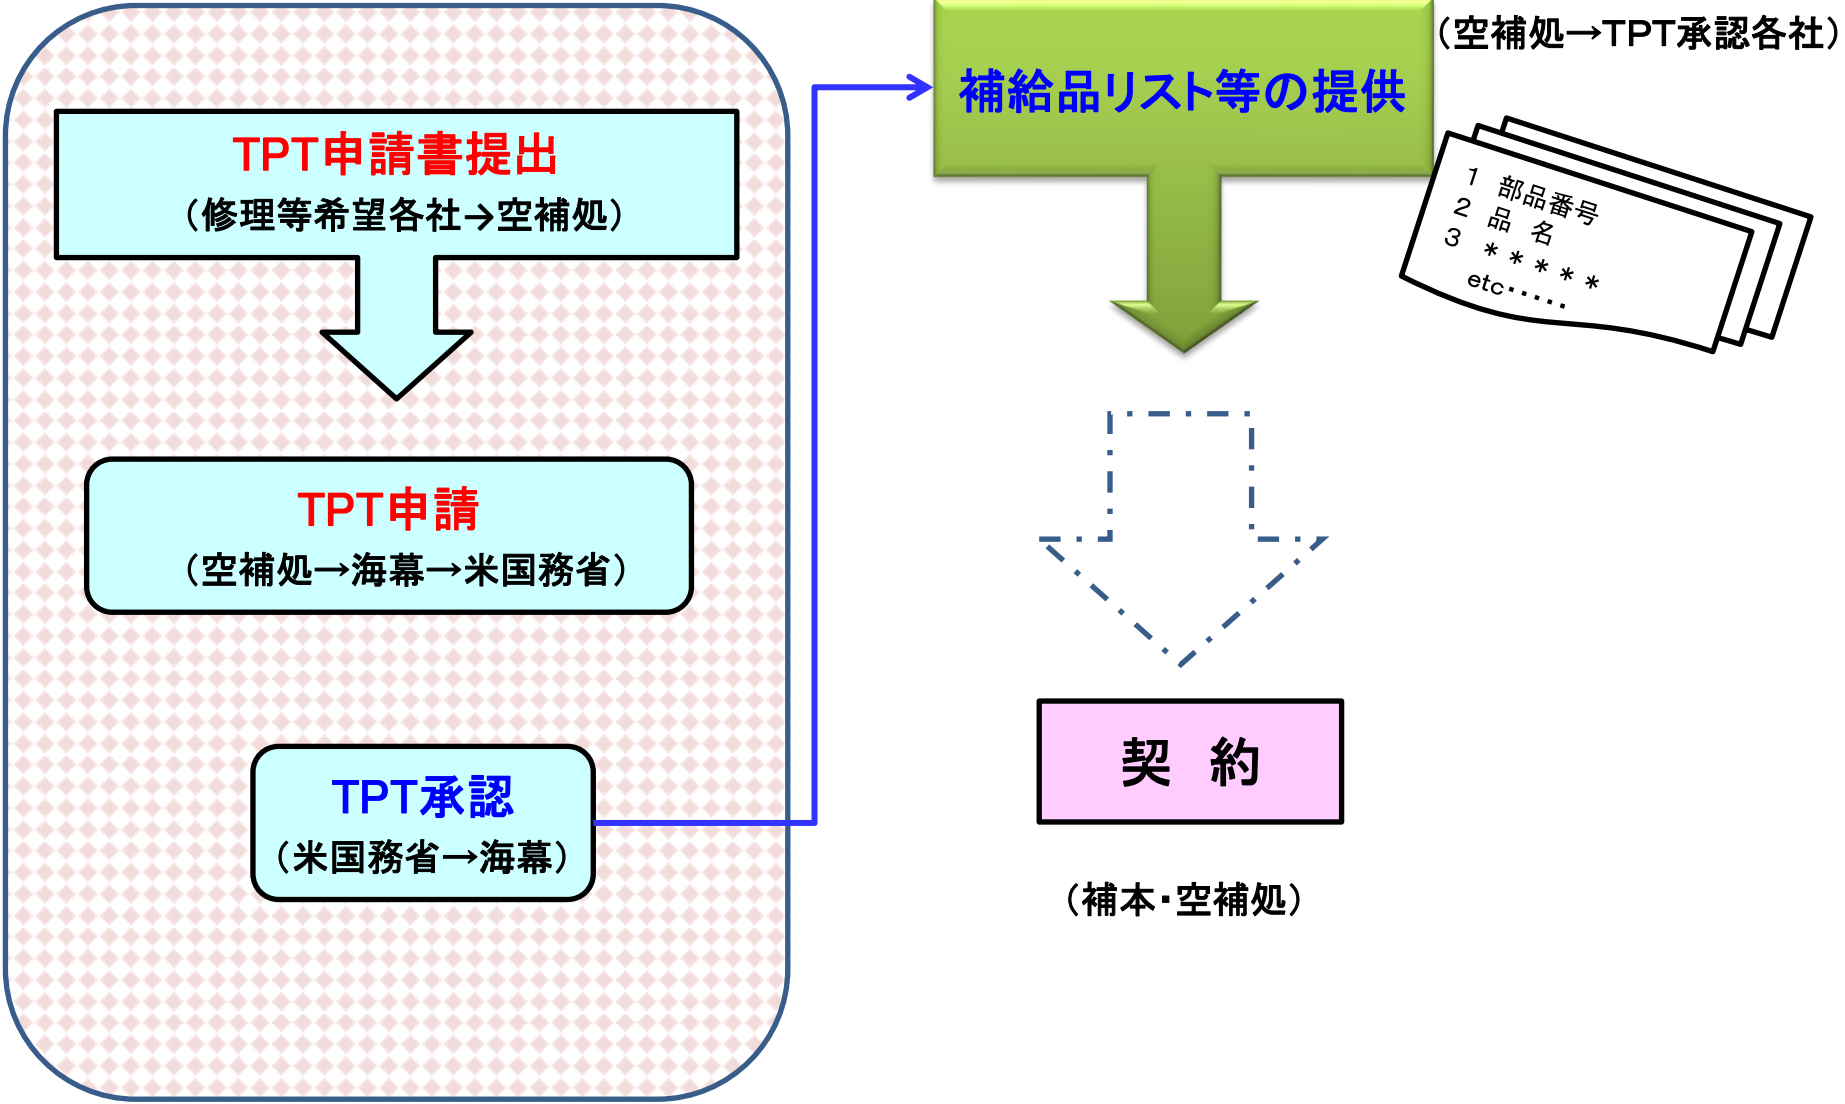 TPT申請書提出
（修理等希望各社→空補処）
TPT申請
（空補処→海幕→米国務省）
TPT承認
（米国務省→海幕）
補給品リスト等の提供
（空補処→TPT承認各社）
1 部品番号
2 品 名
3 ＊＊＊＊＊
etc・・・・・
契 約
（補本・空補処）